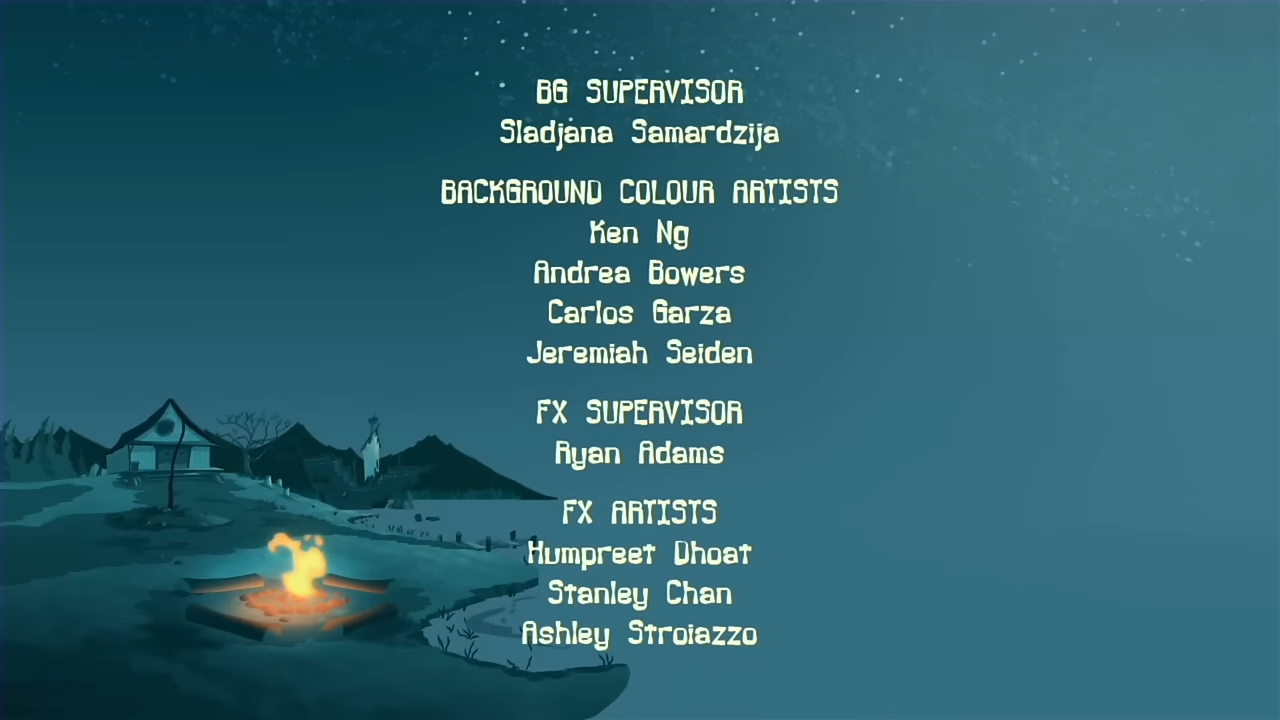 BG SUPERVISOR
Sladjana Samardzija
BACKGROUND COLOUR ARTISTS
Ken Ng
Andrea Bowers
Carlos Garza
Jeremiah Seiden
FX SUPERVISOR
Ryan Adams
FX ARTISTS
Humpreet Dhoat
Stanley Chan
Ashley Stroiazzo